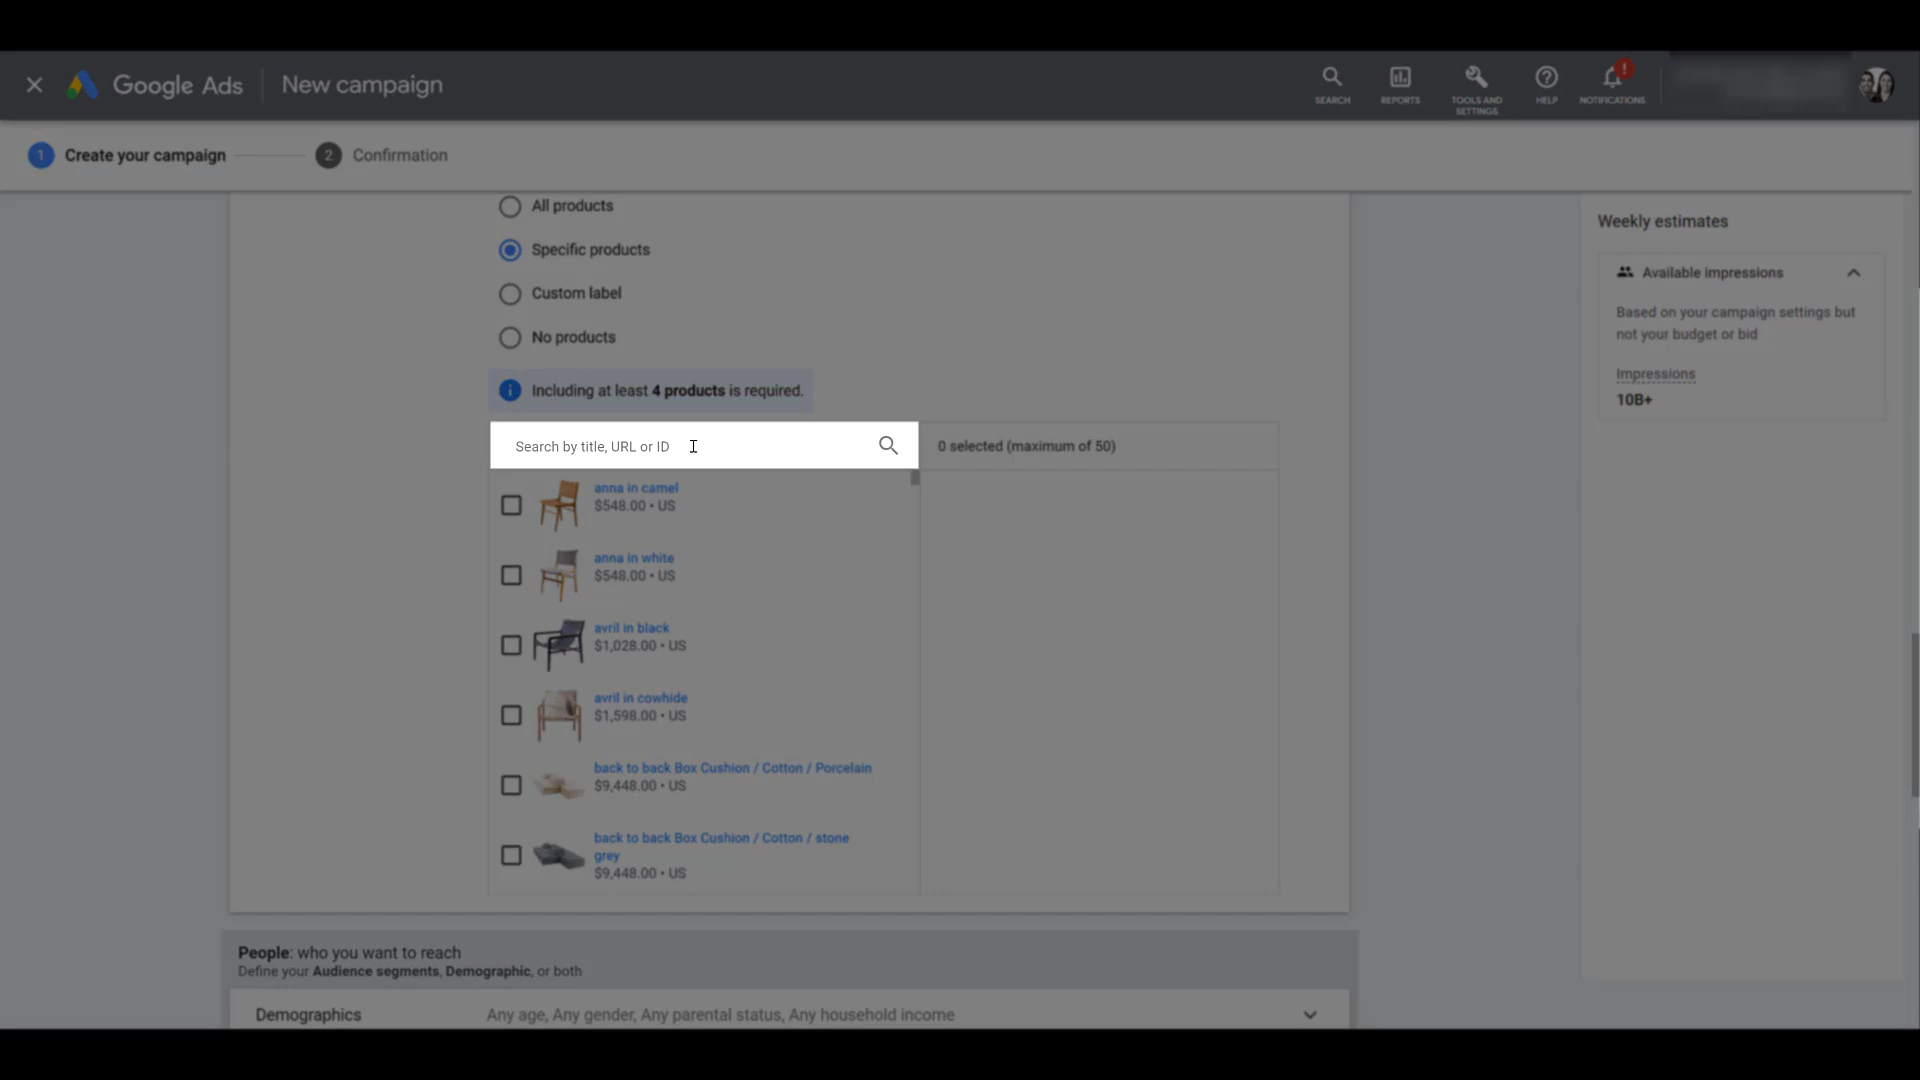 Google Ads
New campaign
SEARCH
REPORTS
TOOLS AND
SETTINGS
HELP
!
NOTIFICATIONS
1 Create your campaign
2 Confirmation
All products
Specific products
Custom label
No products
Including at least 4 products is required.
Search by title, URL or ID
0 selected (maximum of 50)
anna in camel
$548.00 • US
anna in white
$548.00 • US
avril in black
$1,028.00 • US
avril in cowhide
$1,598.00 • US
back to back Box Cushion / Cotton / Porcelain
$9,448.00 • US
back to back Box Cushion / Cotton / stone
grey
$9,448.00 • US
Weekly estimates
Available impressions
Based on your campaign settings but
not your budget or bid
Impressions
10B+
People: who you want to reach
Define your Audience segments, Demographic, or both
Demographics
Any age, Any gender, Any parental status, Any household income